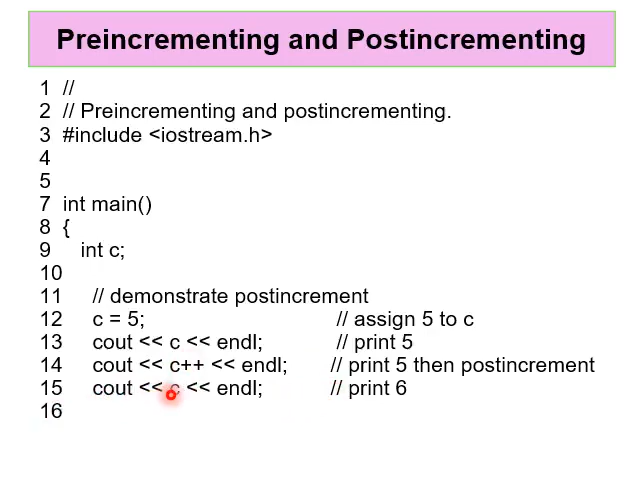 Preincrementing and Postincrementing
1 //
2 // Preincrementing and postincrementing.
3 #include <iostream.h>
4
5
7 int main()
8 {
9 int c;
10
11 // demonstrate postincrement
12 c = 5; // assign 5 to c
13 cout << c << endl; // print 5
14 cout << c++ << endl; // print 5 then postincrement
15 cout << c << endl; // print 6
16